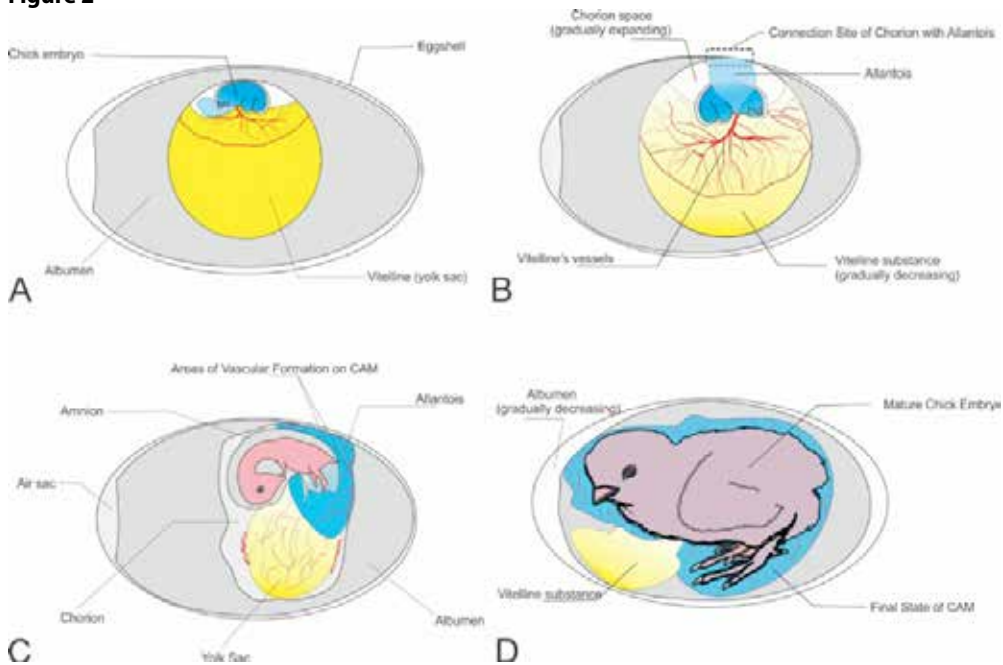 Figure 2
Chick embryo
Eggshell
Albumen
Vitelline (yolk sac)
A
Chorion space
(gradually expanding)
Connection Site of Chorion with Allantois
Allantois
Vitelline's vessels
Viteline substance
(gradually decreasing)
B
Areas of Vascular Formation on CAM
Amnion
Allantois
Air sac
Chorion
Albumen
Yolk Sac
C
Albumen
(gradually decreasing)
Mature Chick Embryo
Vitelline substance
Final State of CAM
D